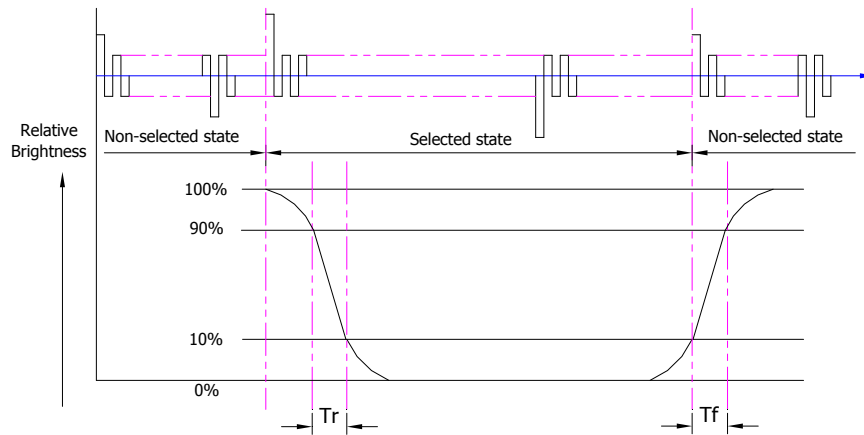 Relative
Brightness
Non-selected state
Selected state
Non-selected state
100%
90%
10%
0%
Tr
Tf